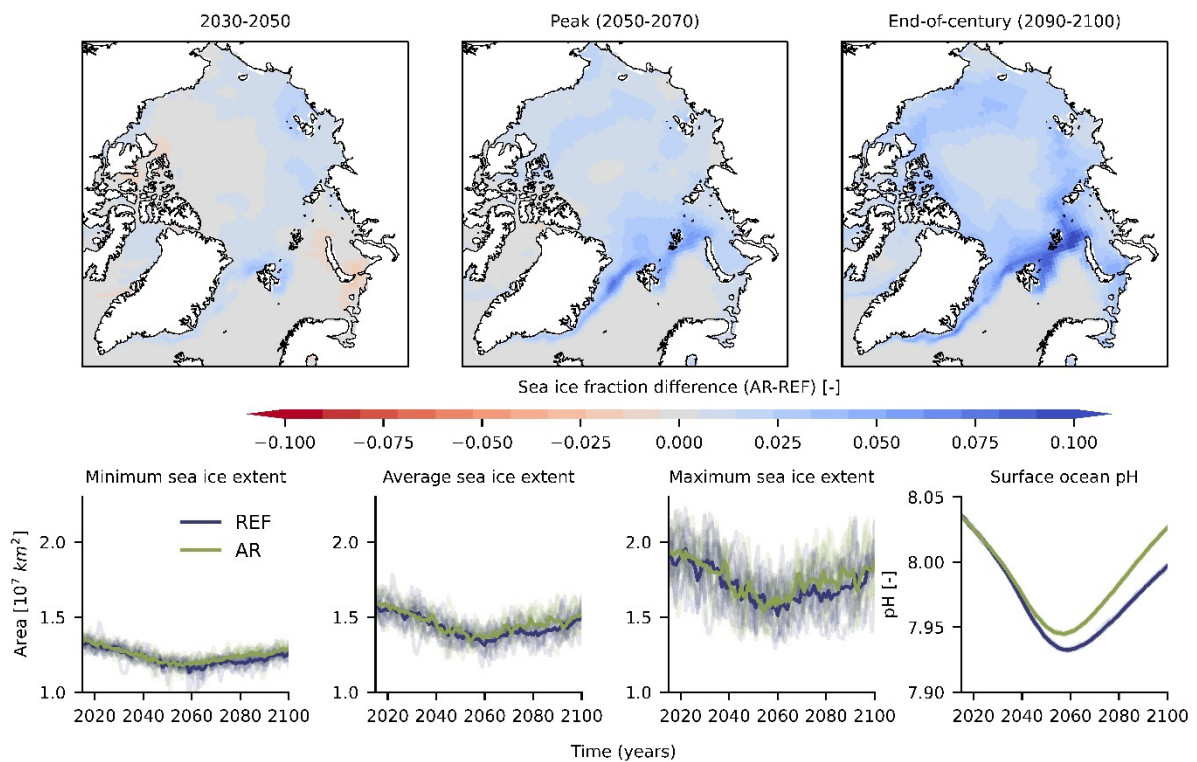 2030-2050
Peak (2050-2070)
End-of-century (2090-2100)
Sea ice fraction difference (AR-REF) [-]
−0.100 −0.075 −0.050 −0.025 0.000 0.025 0.050 0.075 0.100
Minimum sea ice extent
Average sea ice extent
Maximum sea ice extent
Surface ocean pH
Area [10⁷ km²]
2.0
1.5
1.0
REF
AR
2020 2040 2060 2080 2100
2.0
1.5
1.0
2020 2040 2060 2080 2100
2.0
1.5
1.0
2020 2040 2060 2080 2100
pH [-]
8.05
8.00
7.95
7.90
2020 2040 2060 2080 2100
Time (years)